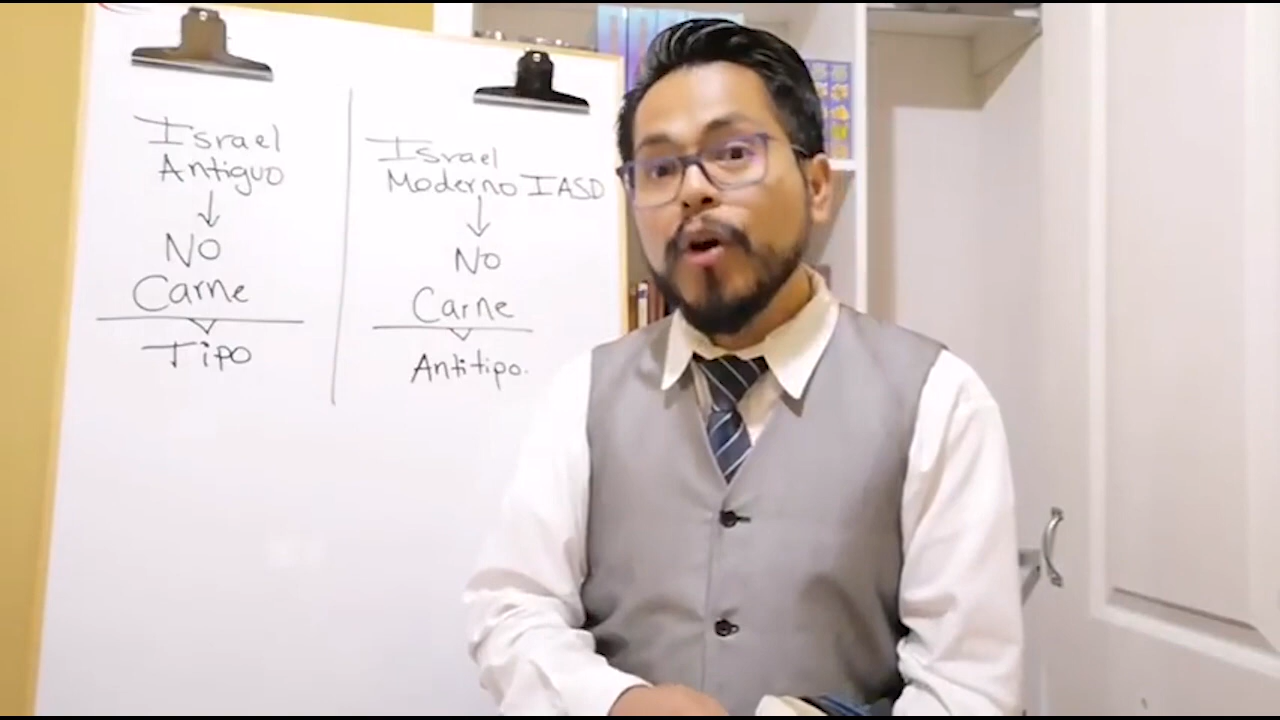 Israel
Antiguo
NO
Carne
Tipo
Israel
Moderno IASD
NO
Carne
Antitipo.